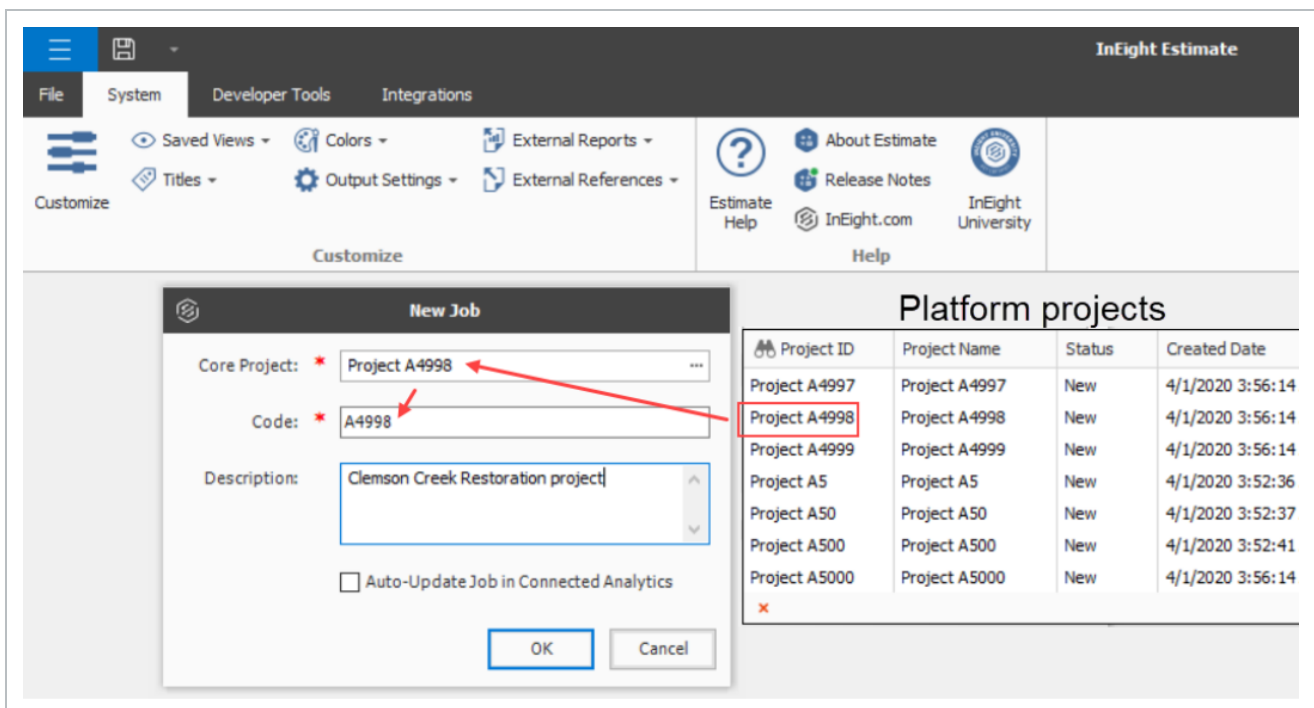 InEight Estimate
File System Developer Tools Integrations
Customize
Saved Views
Titles
Colors
Output Settings
External Reports
External References
Customize
Estimate
Help
About Estimate
Release Notes
InEight.com
InEight
University
Help
New Job
Core Project: * Project A4998 ...
Code: * A4998
Description: Clemson Creek Restoration project
Auto-Update Job in Connected Analytics
OK Cancel
Platform projects
Project ID Project Name Status Created Date
Project A4997 Project A4997 New 4/1/2020 3:56:14
Project A4998 Project A4998 New 4/1/2020 3:56:14
Project A4999 Project A4999 New 4/1/2020 3:56:14
Project A5 Project A5 New 4/1/2020 3:52:36
Project A50 Project A50 New 4/1/2020 3:52:37
Project A500 Project A500 New 4/1/2020 3:52:41
Project A5000 Project A5000 New 4/1/2020 3:56:14